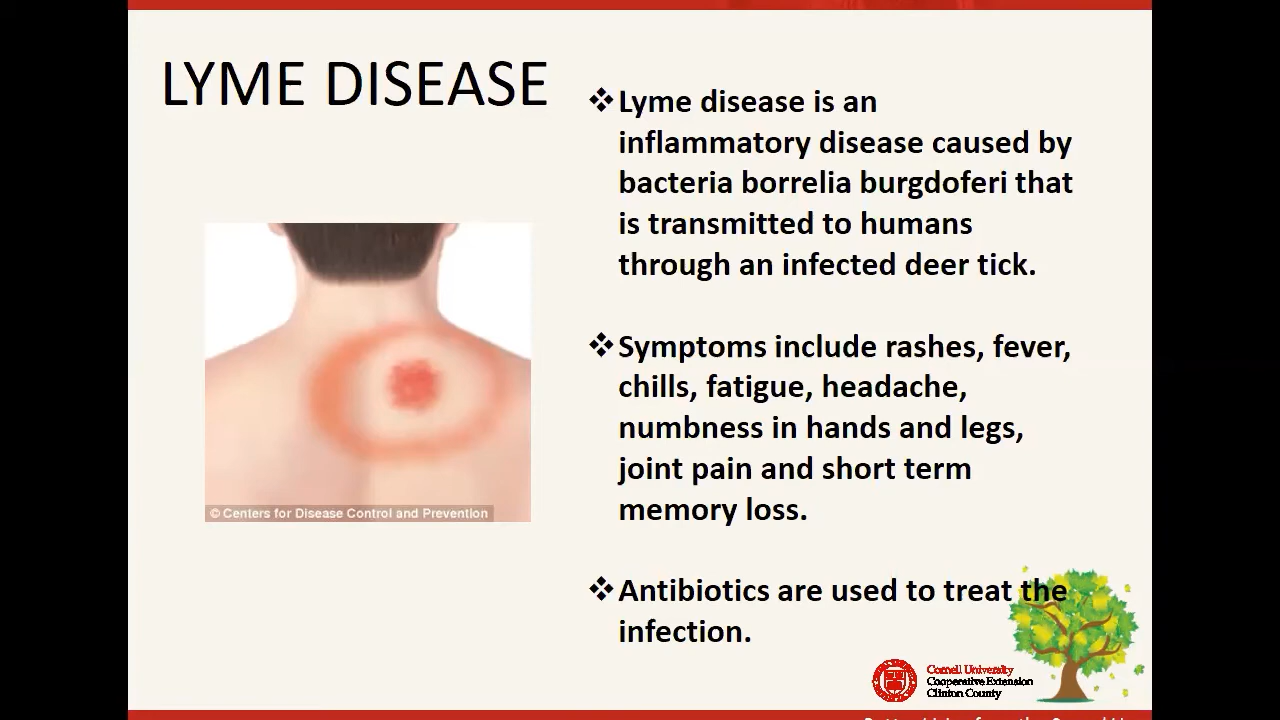 LYME DISEASE
❖Lyme disease is an
inflammatory disease caused by
bacteria borrelia burgdoferi that
is transmitted to humans
through an infected deer tick.
❖Symptoms include rashes, fever,
chills, fatigue, headache,
numbness in hands and legs,
joint pain and short term
memory loss.
❖Antibiotics are used to treat the
infection.
© Centers for Disease Control and Prevention
Cornell University
Cooperative Extension
Clinton County